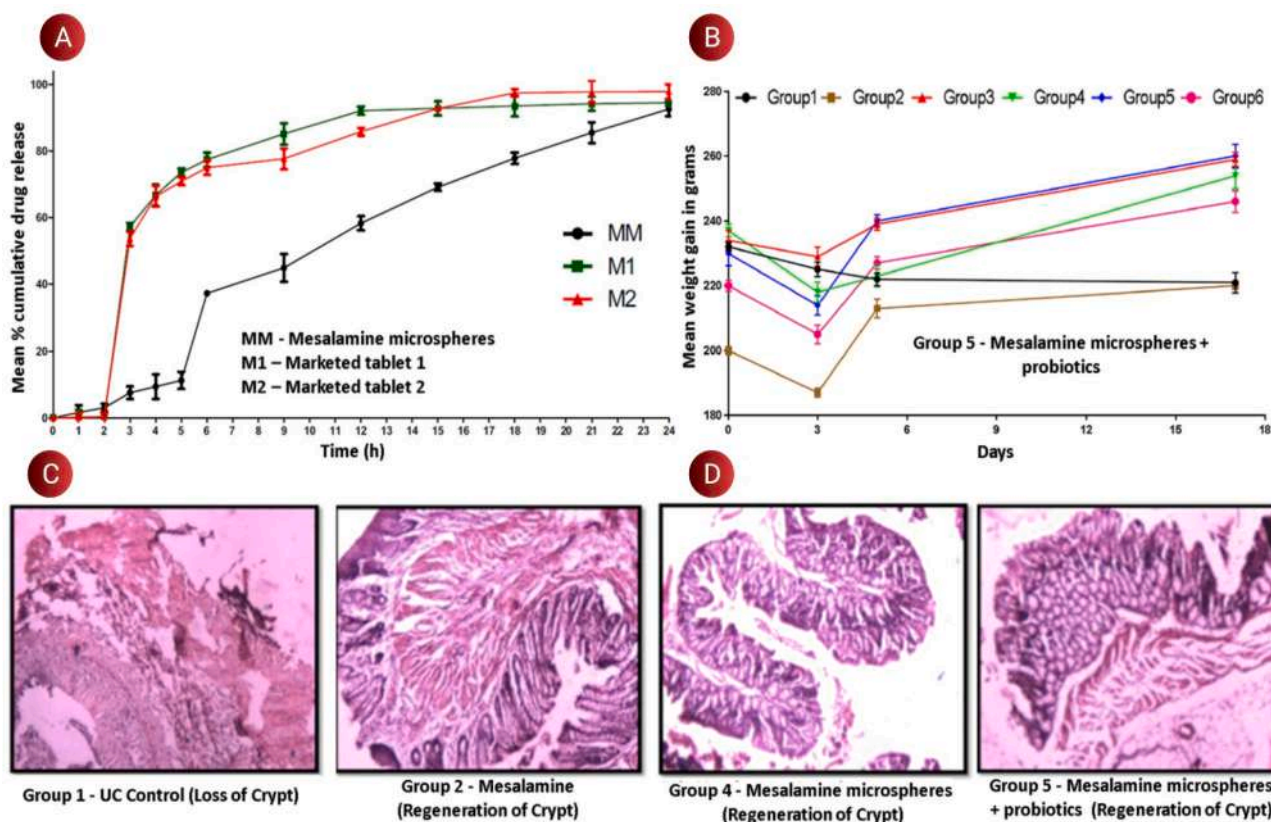 A
Mean % cumulative drug release
100
80
60
40
20
0
0 1 2 3 4 5 6 7 8 9 10 11 12 13 14 15 16 17 18 19 20 21 22 23 24
Time (h)
MM
M1
M2
MM - Mesalamine microspheres
M1 – Marketed tablet 1
M2 – Marketed tablet 2
B
Mean weight gain in grams
280
260
240
220
200
180
Group1 Group2 Group3 Group4 Group5 Group6
Group 5 - Mesalamine microspheres +
probiotics
0 3 6 9 12 15 18
Days
C
Group 1 - UC Control (Loss of Crypt)
Group 2 - Mesalamine
(Regeneration of Crypt)
D
Group 4 - Mesalamine microspheres
(Regeneration of Crypt)
Group 5 - Mesalamine microspheres
+ probiotics (Regeneration of Crypt)